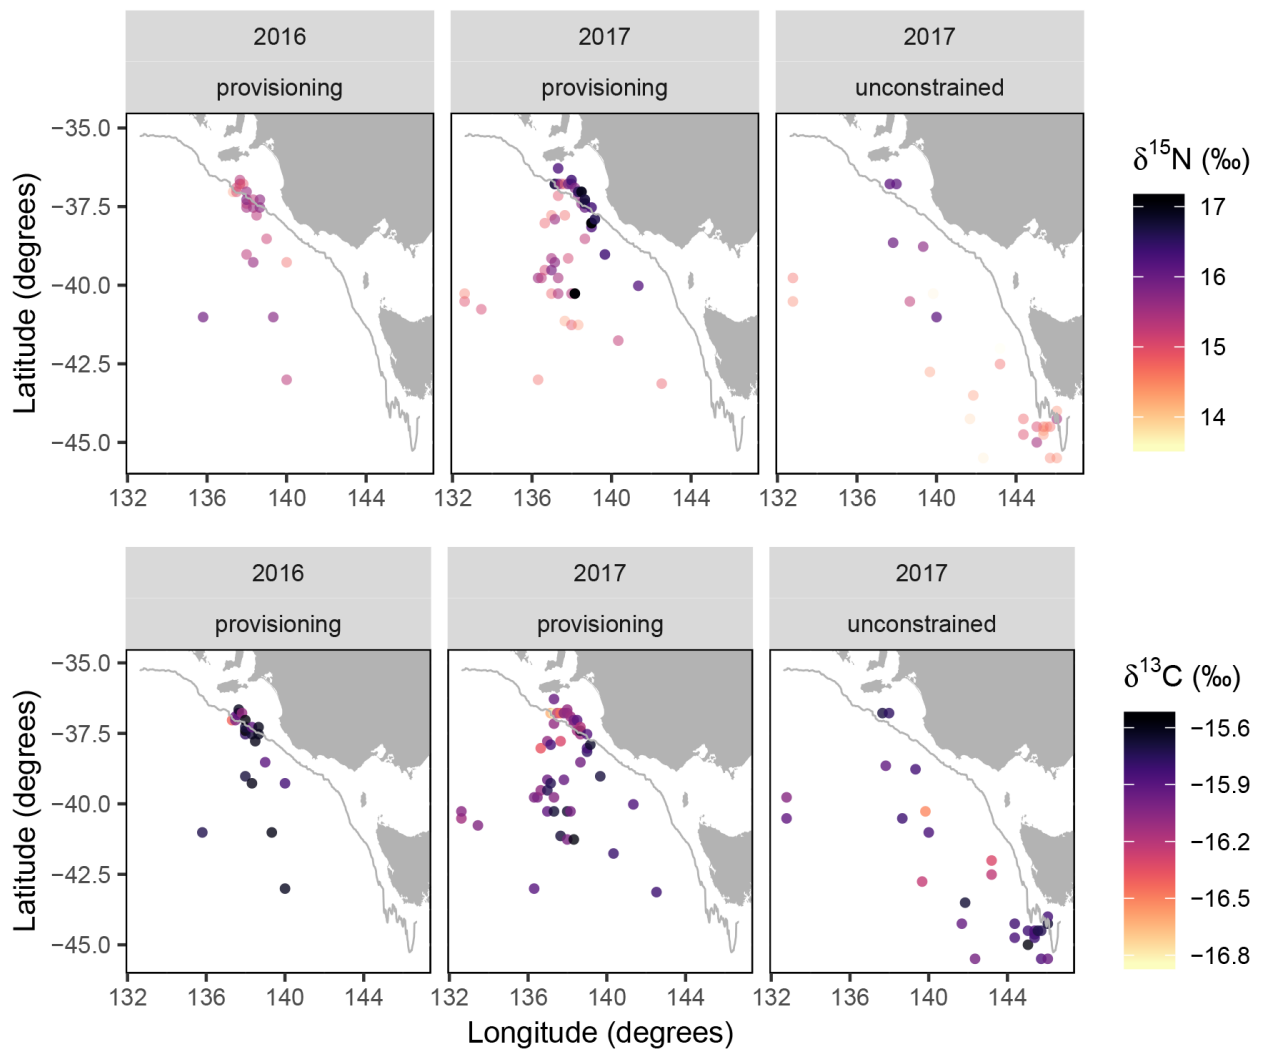 2016 2017 2017
provisioning provisioning unconstrained
−35.0
−37.5
−40.0
−42.5
−45.0
Latitude (degrees)
132 136 140 144 132 136 140 144 132 136 140 144
δ15N (‰)
17
16
15
14
2016 2017 2017
provisioning provisioning unconstrained
−35.0
−37.5
−40.0
−42.5
−45.0
Latitude (degrees)
132 136 140 144 132 136 140 144 132 136 140 144
Longitude (degrees)
δ13C (‰)
−15.6
−15.9
−16.2
−16.5
−16.8